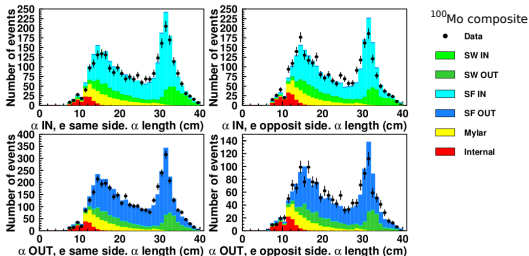 ¹⁰⁰Mo composite
Data
SW IN
SW OUT
SF IN
SF OUT
Mylar
Internal
Number of events
250
225
200
175
150
125
100
75
50
25
0
0 10 20 30 40
α IN, e same side. α length (cm)
Number of events
250
225
200
175
150
125
100
75
50
25
0
0 10 20 30 40
α IN, e opposit side. α length (cm)
Number of events
400
350
300
250
200
150
100
50
0
0 10 20 30 40
α OUT, e same side. α length (cm)
Number of events
140
120
100
80
60
40
20
0
0 10 20 30 40
α OUT, e opposit side. α length (cm)